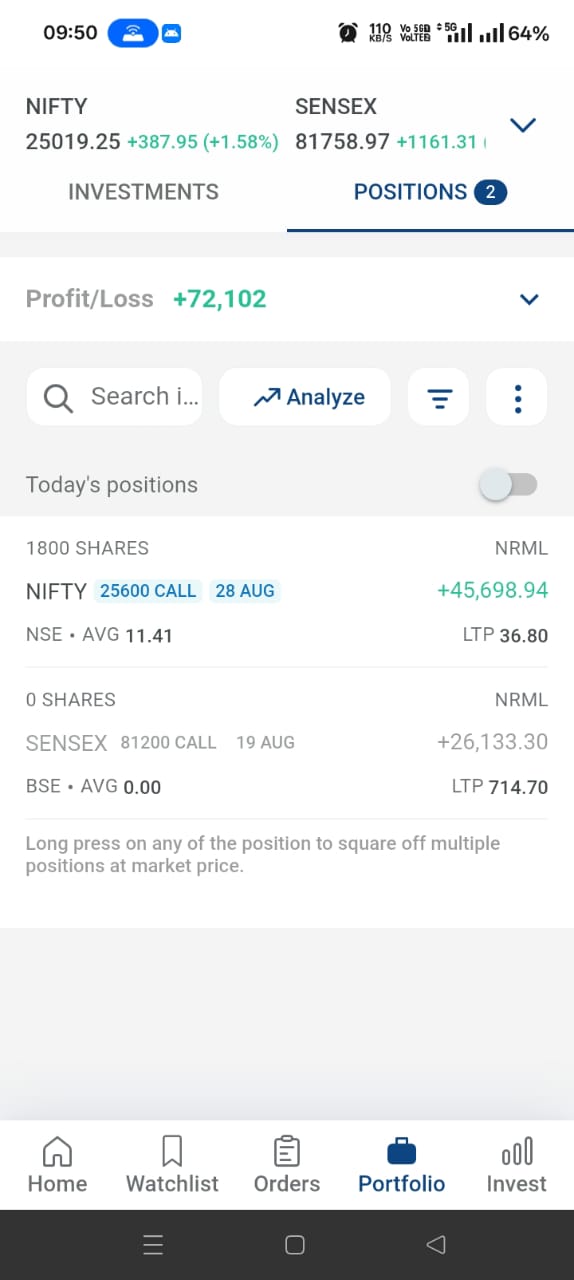 09:50 110 KB/S Vo 5G VoLTE 5G 64%
NIFTY SENSEX
25019.25 +387.95 (+1.58%) 81758.97 +1161.31 (
INVESTMENTS POSITIONS 2
Profit/Loss +72,102
Search i... Analyze
Today's positions
1800 SHARES NRML
NIFTY 25600 CALL 28 AUG +45,698.94
NSE • AVG 11.41 LTP 36.80
0 SHARES NRML
SENSEX 81200 CALL 19 AUG +26,133.30
BSE • AVG 0.00 LTP 714.70
Long press on any of the position to square off multiple
positions at market price.
Home Watchlist Orders Portfolio Invest